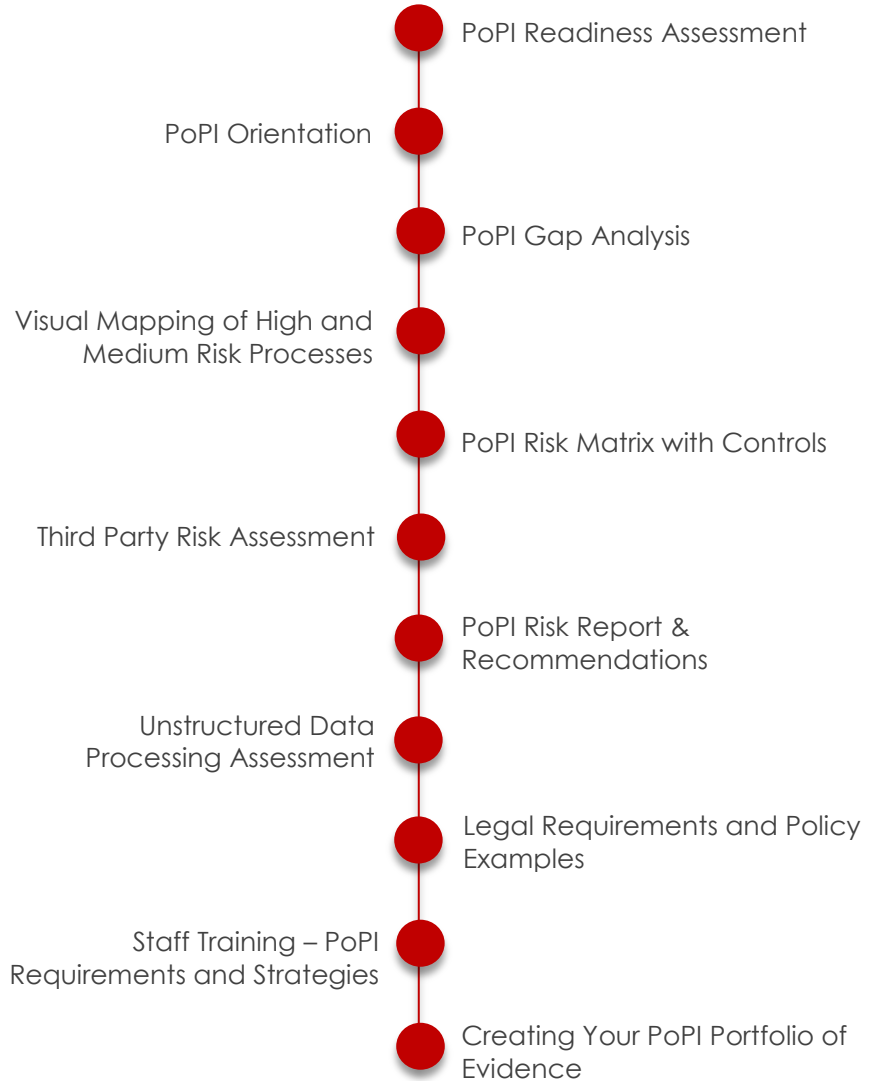 PoPI Readiness Assessment
PoPI Orientation
PoPI Gap Analysis
Visual Mapping of High and
Medium Risk Processes
PoPI Risk Matrix with Controls
Third Party Risk Assessment
PoPI Risk Report &
Recommendations
Unstructured Data
Processing Assessment
Legal Requirements and Policy
Examples
Staff Training – PoPI
Requirements and Strategies
Creating Your PoPI Portfolio of
Evidence